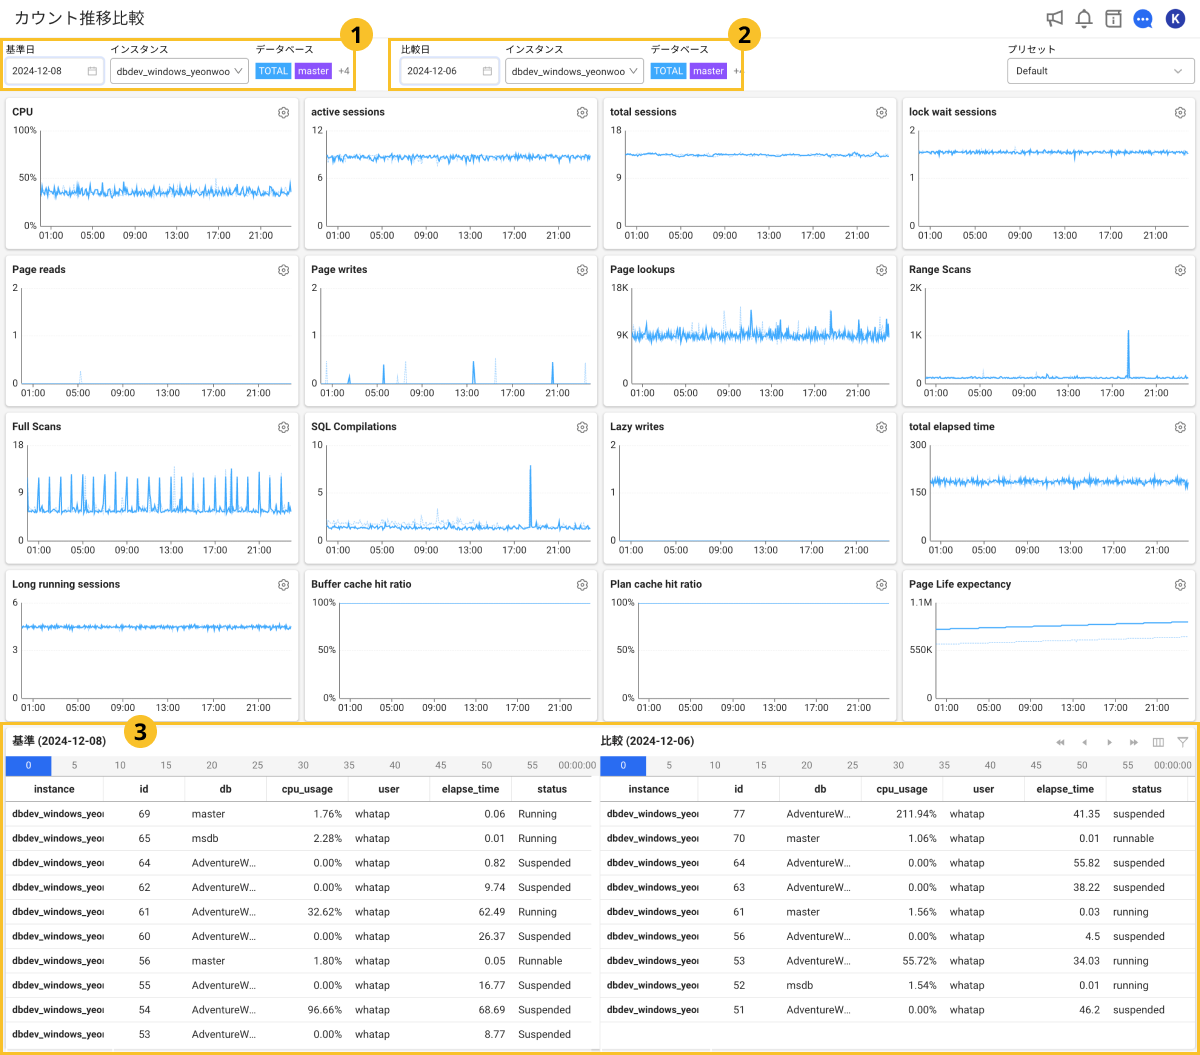 カウント推移比較
K
1
2
基準日 インスタンス データベース
2024-12-08 dbdev_windows_yeonwoo TOTAL master +4
比較日 インスタンス データベース
2024-12-06 dbdev_windows_yeonwoo TOTAL master
プリセット
Default
CPU
100%
50%
0%
01:00 05:00 09:00 13:00 17:00 21:00
active sessions
12
6
0
01:00 05:00 09:00 13:00 17:00 21:00
total sessions
18
9
0
01:00 05:00 09:00 13:00 17:00 21:00
lock wait sessions
2
1
0
01:00 05:00 09:00 13:00 17:00 21:00
Page reads
2
1
0
01:00 05:00 09:00 13:00 17:00 21:00
Page writes
2
1
0
01:00 05:00 09:00 13:00 17:00 21:00
Page lookups
18K
9K
0
01:00 05:00 09:00 13:00 17:00 21:00
Range Scans
2K
1K
0
01:00 05:00 09:00 13:00 17:00 21:00
Full Scans
18
9
0
01:00 05:00 09:00 13:00 17:00 21:00
SQL Compilations
10
5
0
01:00 05:00 09:00 13:00 17:00 21:00
Lazy writes
2
1
0
01:00 05:00 09:00 13:00 17:00 21:00
total elapsed time
300
150
0
01:00 05:00 09:00 13:00 17:00 21:00
Long running sessions
6
3
0
01:00 05:00 09:00 13:00 17:00 21:00
Buffer cache hit ratio
100%
50%
0%
01:00 05:00 09:00 13:00 17:00 21:00
Plan cache hit ratio
100%
50%
0%
01:00 05:00 09:00 13:00 17:00 21:00
Page Life expectancy
1.1M
550K
0
01:00 05:00 09:00 13:00 17:00 21:00
3
基準 (2024-12-08)
0 5 10 15 20 25 30 35 40 45 50 55 00:00:00
instance id db cpu_usage user elapse_time status
dbdev_windows_yeo 69 master 1.76% whatap 0.06 Running
dbdev_windows_yeo 65 msdb 2.28% whatap 0.01 Running
dbdev_windows_yeo 64 AdventureW... 0.00% whatap 0.82 Suspended
dbdev_windows_yeo 62 AdventureW... 0.00% whatap 9.74 Suspended
dbdev_windows_yeo 61 AdventureW... 32.62% whatap 62.49 Running
dbdev_windows_yeo 60 AdventureW... 0.00% whatap 26.37 Suspended
dbdev_windows_yeo 56 master 1.80% whatap 0.05 Runnable
dbdev_windows_yeo 55 AdventureW... 0.00% whatap 16.77 Suspended
dbdev_windows_yeo 54 AdventureW... 96.66% whatap 68.69 Suspended
dbdev_windows_yeo 53 AdventureW... 0.00% whatap 8.77 Suspended
比較 (2024-12-06)
0 5 10 15 20 25 30 35 40 45 50 55 00:00:00
instance id db cpu_usage user elapse_time status
dbdev_windows_yeo 77 AdventureW... 211.94% whatap 41.35 suspended
dbdev_windows_yeo 70 master 1.06% whatap 0.01 runnable
dbdev_windows_yeo 64 AdventureW... 0.00% whatap 55.82 suspended
dbdev_windows_yeo 63 AdventureW... 0.00% whatap 38.22 suspended
dbdev_windows_yeo 61 master 1.56% whatap 0.03 running
dbdev_windows_yeo 56 AdventureW... 0.00% whatap 4.5 suspended
dbdev_windows_yeo 53 AdventureW... 55.72% whatap 34.03 running
dbdev_windows_yeo 52 msdb 1.54% whatap 0.01 running
dbdev_windows_yeo 51 AdventureW... 0.00% whatap 46.2 suspended